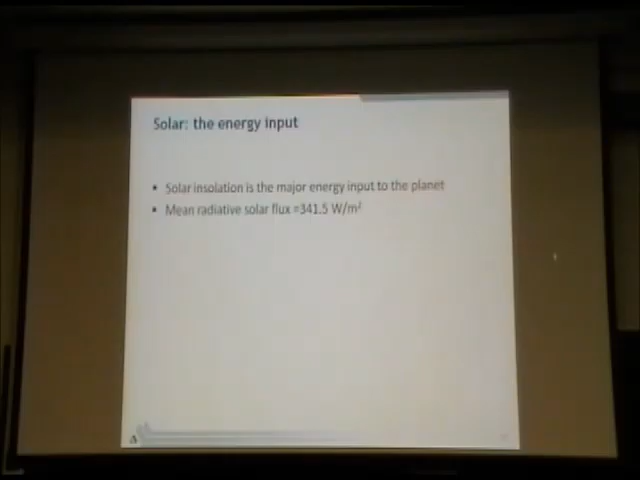 Solar: the energy input
• Solar insolation is the major energy input to the planet
• Mean radiative solar flux =341.5 W/m²